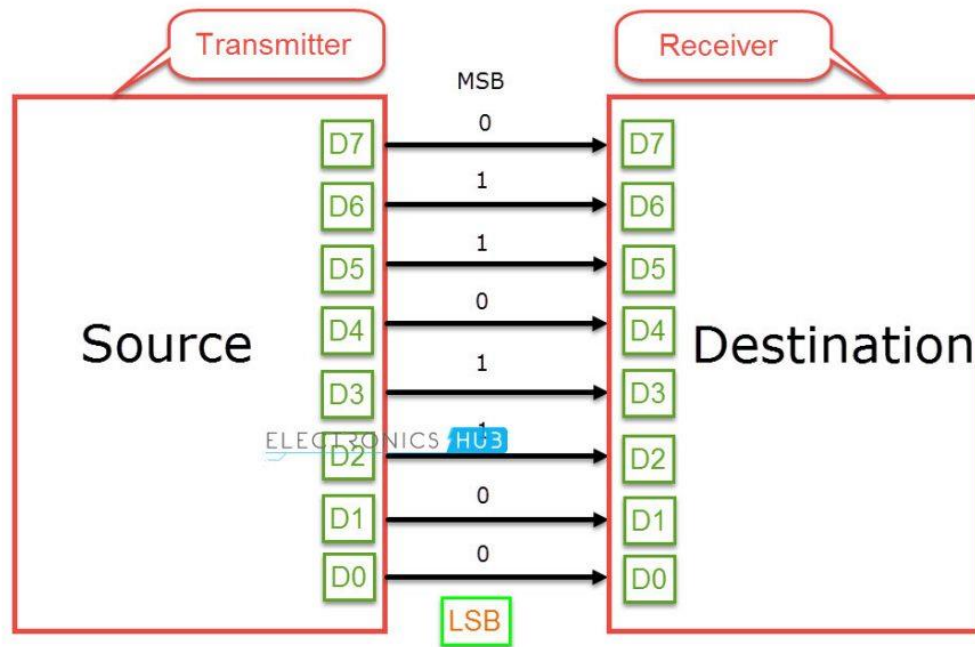 Transmitter
Receiver
MSB
D7 0 D7
D6 1 D6
D5 1 D5
D4 0 D4
Source
Destination
D3 1 D3
ELECTRONICS HUB
D2 1 D2
D1 0 D1
D0 0 D0
LSB